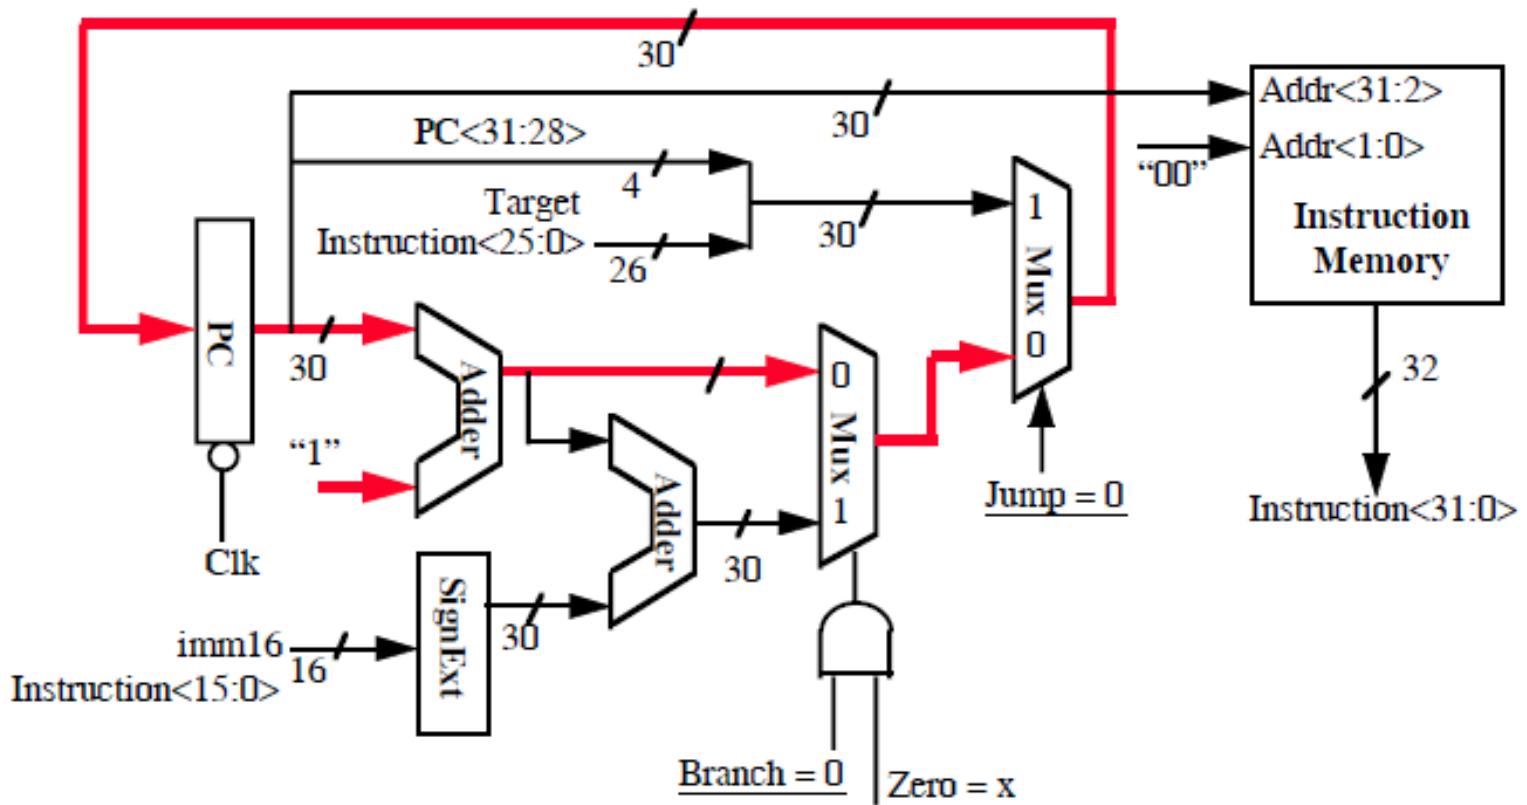 30
30
Addr<31:2>
PC<31:28>
4
"00"
Addr<1:0>
Target
Instruction<25:0>
26
30
1
Mux
0
Instruction
Memory
PC
30
Adder
"1"
Clk
0
Mux
1
Adder
30
Jump = 0
32
Instruction<31:0>
SignExt
30
imm16
16
Instruction<15:0>
Branch = 0
Zero = x